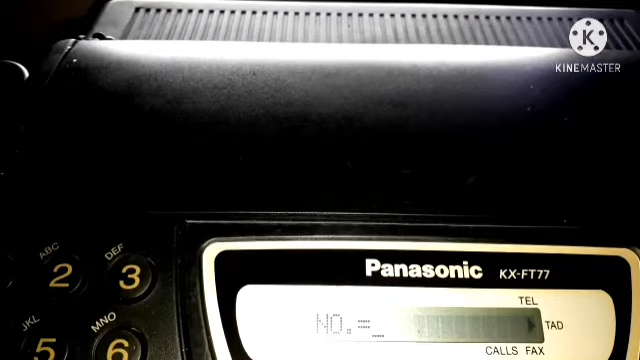 KINEMASTER
Panasonic KX-FT77
TEL
NO.=_
TAD
CALLS FAX
ABC
2
DEF
3
JKL
5
MNO
6